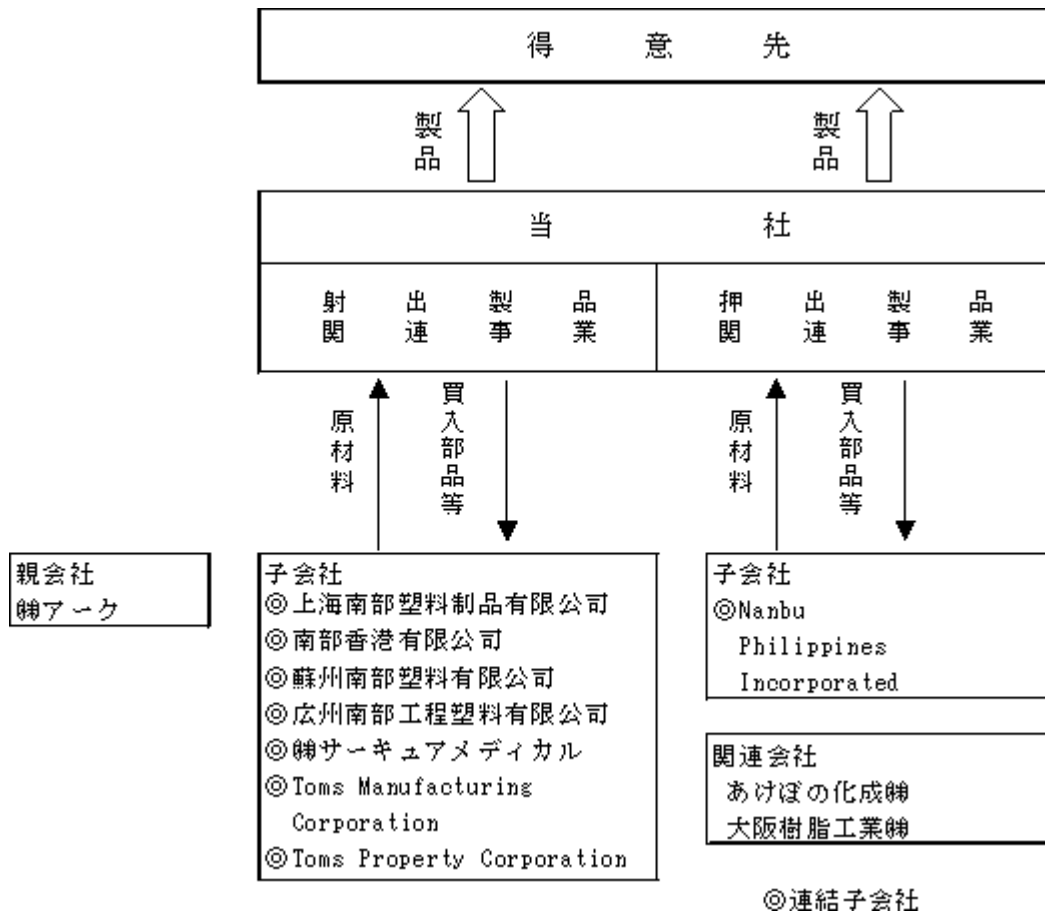 得意先
製品
製品
当社
射出製品
関連事業
押出製品
関連事業
原材料
買入部品等
原材料
買入部品等
親会社
㈱アーク
子会社
◎上海南部塑料制品有限公司
◎南部香港有限公司
◎蘇州南部塑料有限公司
◎広州南部工程塑料有限公司
◎㈱サーキュアメディカル
◎Toms Manufacturing
Corporation
◎Toms Property Corporation
子会社
◎Nanbu
Philippines
Incorporated
関連会社
あけぼの化成㈱
大阪樹脂工業㈱
◎連結子会社